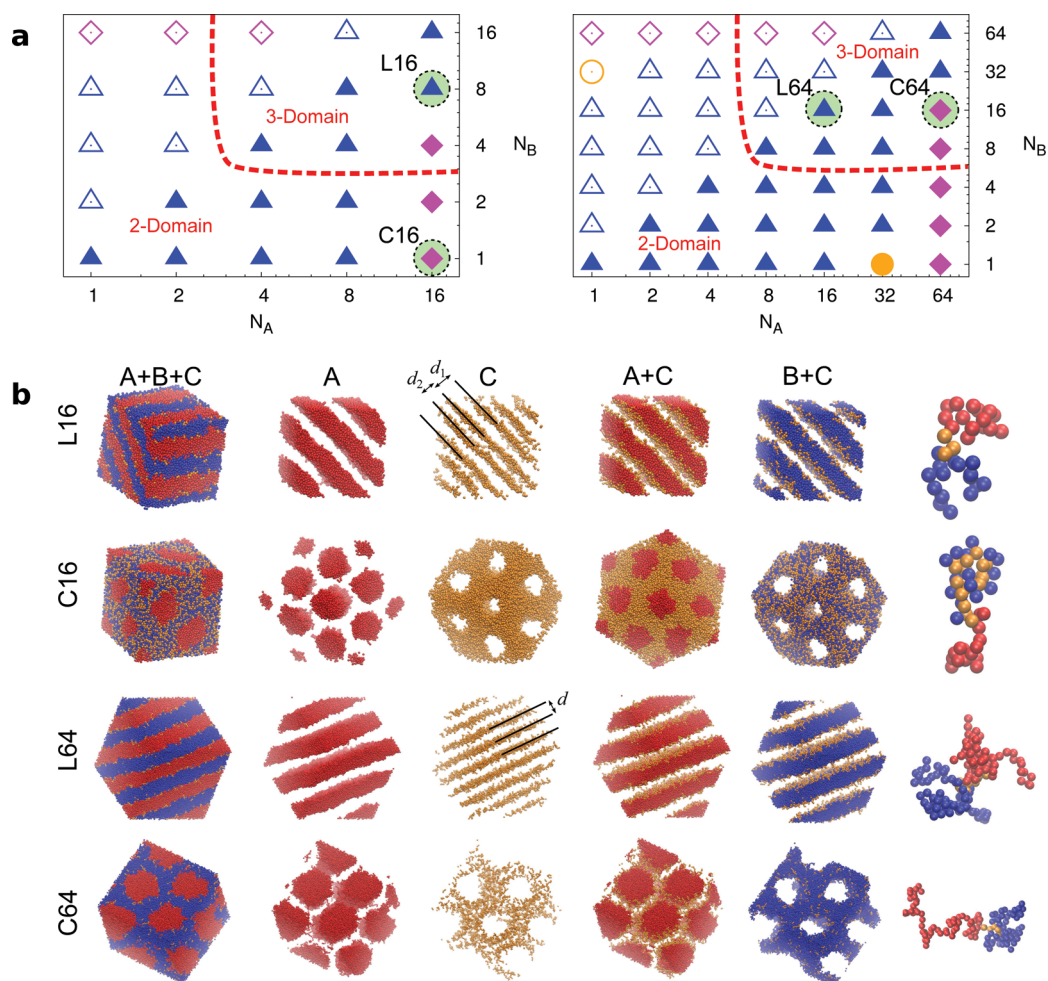 a
16
8
4
2
1
N_B
L16
3-Domain
2-Domain
C16
1 2 4 8 16
N_A
64
32
16
8
4
2
1
N_B
3-Domain
L64 C64
2-Domain
1 2 4 8 16 32 64
N_A
b
A+B+C A C A+C B+C
d₂ d₁
L16
C16
d
L64
C64